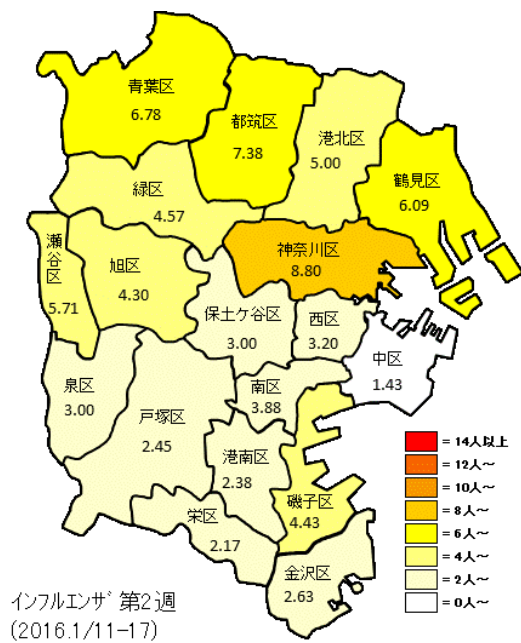 青葉区
6.78
都筑区
7.38
港北区
5.00
鶴見区
6.09
緑区
4.57
神奈川区
8.80
瀬谷区
5.71
旭区
4.30
保土ケ谷区
3.00
西区
3.20
中区
1.43
泉区
3.00
戸塚区
2.45
南区
3.88
港南区
2.38
磯子区
4.43
栄区
2.17
金沢区
2.63
= 14人以上
= 12人～
= 10人～
= 8人～
= 6人～
= 4人～
= 2人～
= 0人～
インフルエンザ 第2週
(2016.1/11-17)